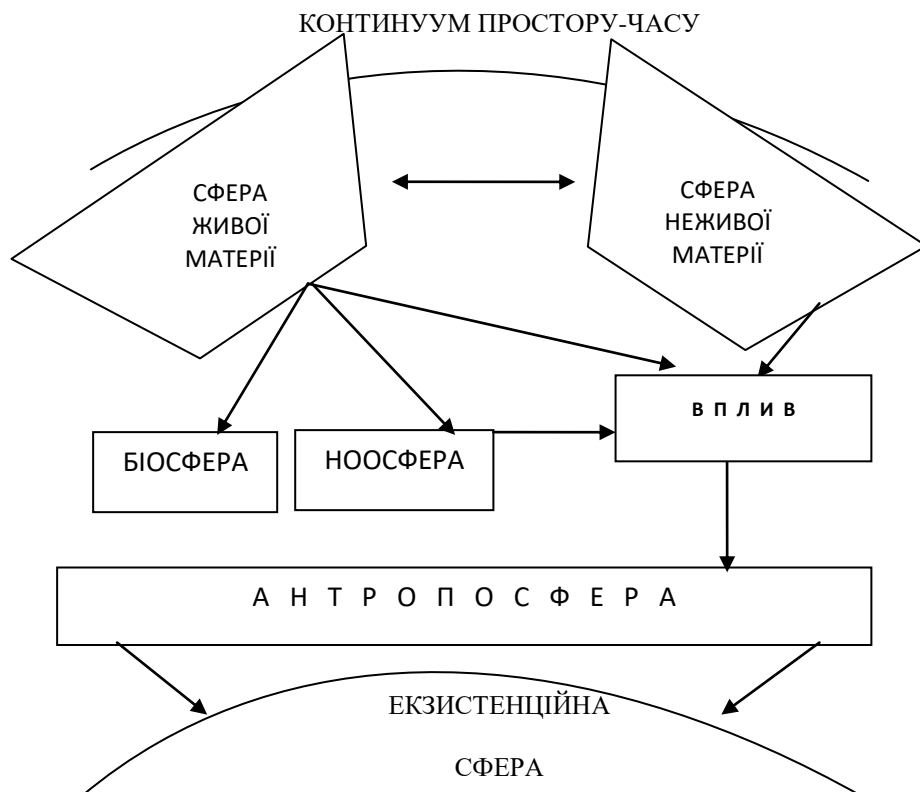 КОНТИНУУМ ПРОСТОРУ-ЧАСУ
СФЕРА
ЖИВОЇ
МАТЕРІЇ
СФЕРА
НЕЖИВОЇ
МАТЕРІЇ
В П Л И В
БІОСФЕРА
НООСФЕРА
А Н Т Р О П О С Ф Е Р А
ЕКЗИСТЕНЦІЙНА
СФЕРА